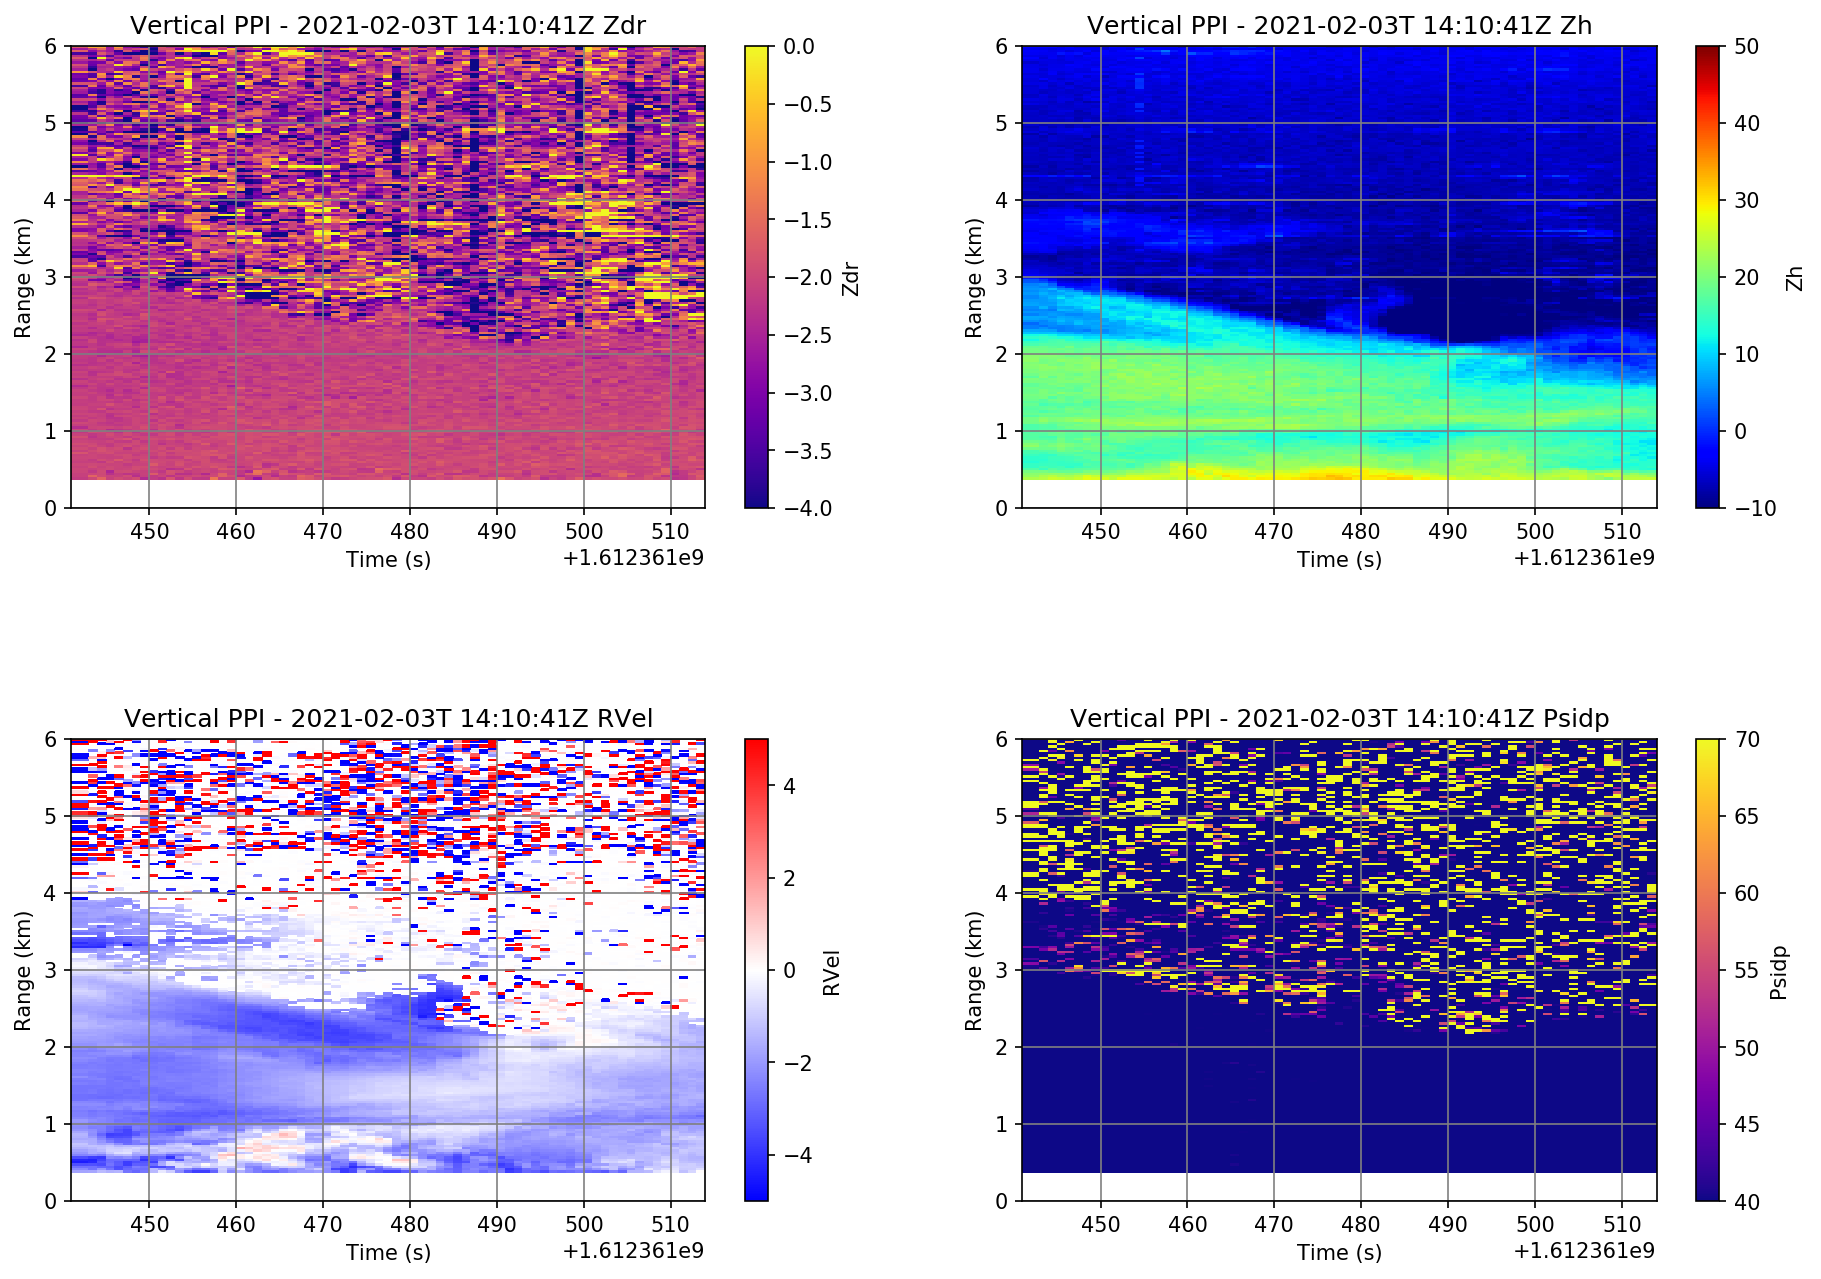 Vertical PPI - 2021-02-03T 14:10:41Z Zdr
6
5
4
3
2
1
0
Range (km)
450 460 470 480 490 500 510
Time (s)
+1.612361e9
0.0
−0.5
−1.0
−1.5
−2.0
−2.5
−3.0
−3.5
−4.0
Zdr
Vertical PPI - 2021-02-03T 14:10:41Z Zh
6
5
4
3
2
1
0
Range (km)
450 460 470 480 490 500 510
Time (s)
+1.612361e9
50
40
30
20
10
0
−10
Zh
Vertical PPI - 2021-02-03T 14:10:41Z RVel
6
5
4
3
2
1
0
Range (km)
450 460 470 480 490 500 510
Time (s)
+1.612361e9
4
2
0
−2
−4
RVel
Vertical PPI - 2021-02-03T 14:10:41Z Psidp
6
5
4
3
2
1
0
Range (km)
450 460 470 480 490 500 510
Time (s)
+1.612361e9
70
65
60
55
50
45
40
Psidp